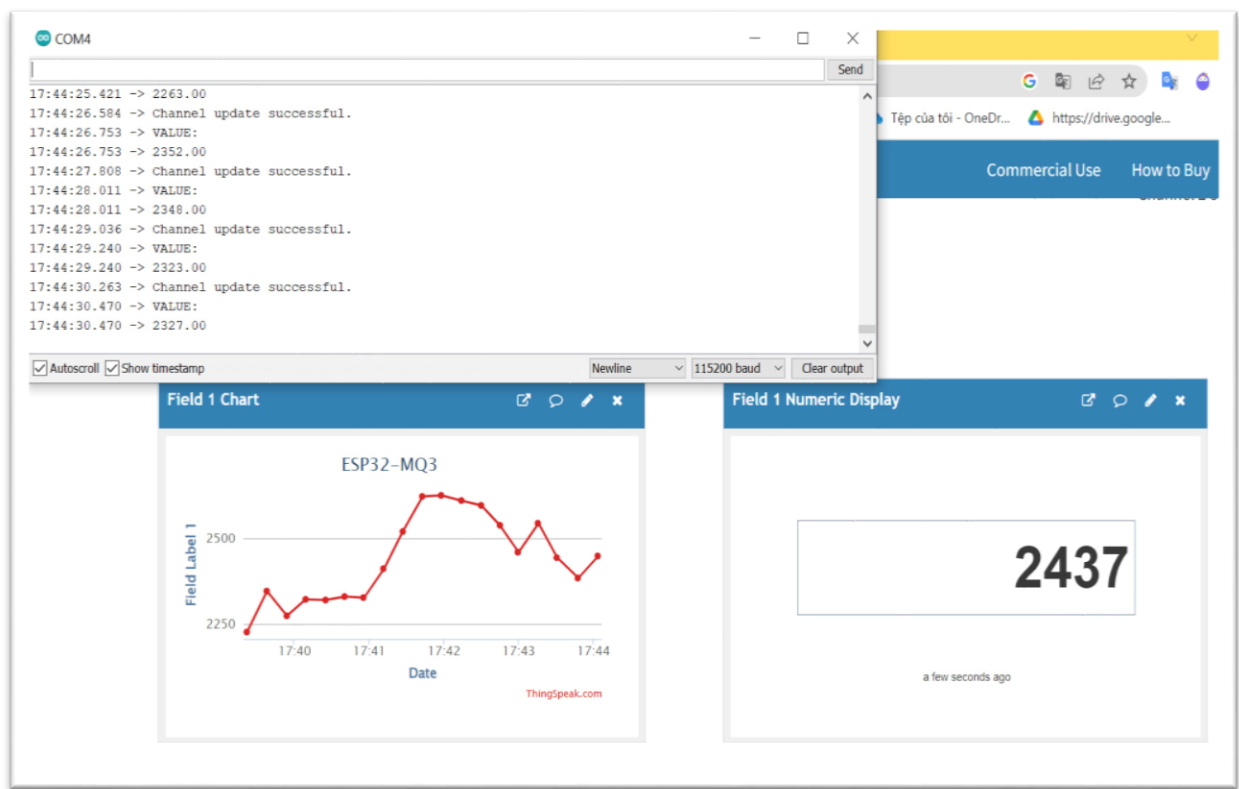 COM4
Send
17:44:25.421 -> 2263.00
17:44:26.584 -> Channel update successful.
17:44:26.753 -> VALUE:
17:44:26.753 -> 2352.00
17:44:27.808 -> Channel update successful.
17:44:28.011 -> VALUE:
17:44:28.011 -> 2348.00
17:44:29.036 -> Channel update successful.
17:44:29.240 -> VALUE:
17:44:29.240 -> 2323.00
17:44:30.263 -> Channel update successful.
17:44:30.470 -> VALUE:
17:44:30.470 -> 2327.00
Autoscroll Show timestamp Newline 115200 baud Clear output
Tệp của tôi - OneDr... https://drive.google...
Commercial Use How to Buy
Field 1 Chart
ESP32-MQ3
Field Label 1
2500
2250
17:40 17:41 17:42 17:43 17:44
Date
ThingSpeak.com
Field 1 Numeric Display
2437
a few seconds ago